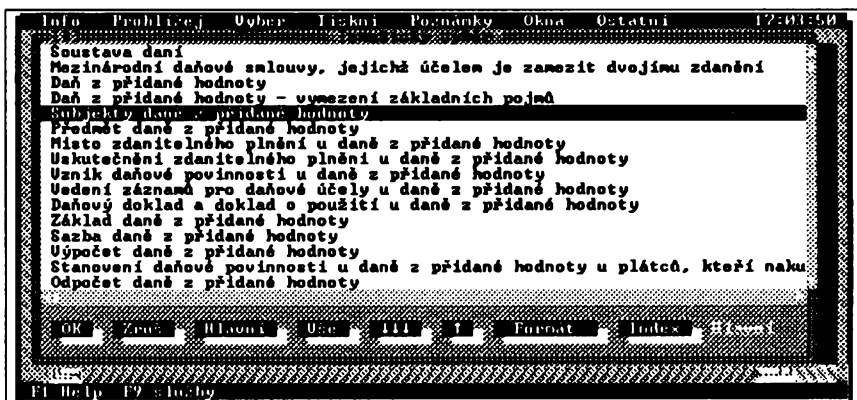 Info Prohlížej Vyber Tiskni Poznámky Okna Ostatní 17:03:50
Soustava daní
Mezinárodní daňové smlouvy, jejichž účelem je zamezit dvojímu zdanění
Daň z přidané hodnoty
Daň z přidané hodnoty - vymezení základních pojmů
Subjekty daně z přidané hodnoty
Předmět daně z přidané hodnoty
Místo zdanitelného plnění u daně z přidané hodnoty
Uskutečnění zdanitelného plnění u daně z přidané hodnoty
Vznik daňové povinnosti u daně z přidané hodnoty
Vedení záznamů pro daňové účely u daně z přidané hodnoty
Daňový doklad a doklad o použití u daně z přidané hodnoty
Základ daně z přidané hodnoty
Sazba daně z přidané hodnoty
Výpočet daně z přidané hodnoty
Stanovení daňové povinnosti u daně z přidané hodnoty u plátců, kteří naku
Odpočet daně z přidané hodnoty
OK Zruš Hlavní Vše ↓↓↓ ↑ Formát Index Hlavní
F1 Help F9 služby